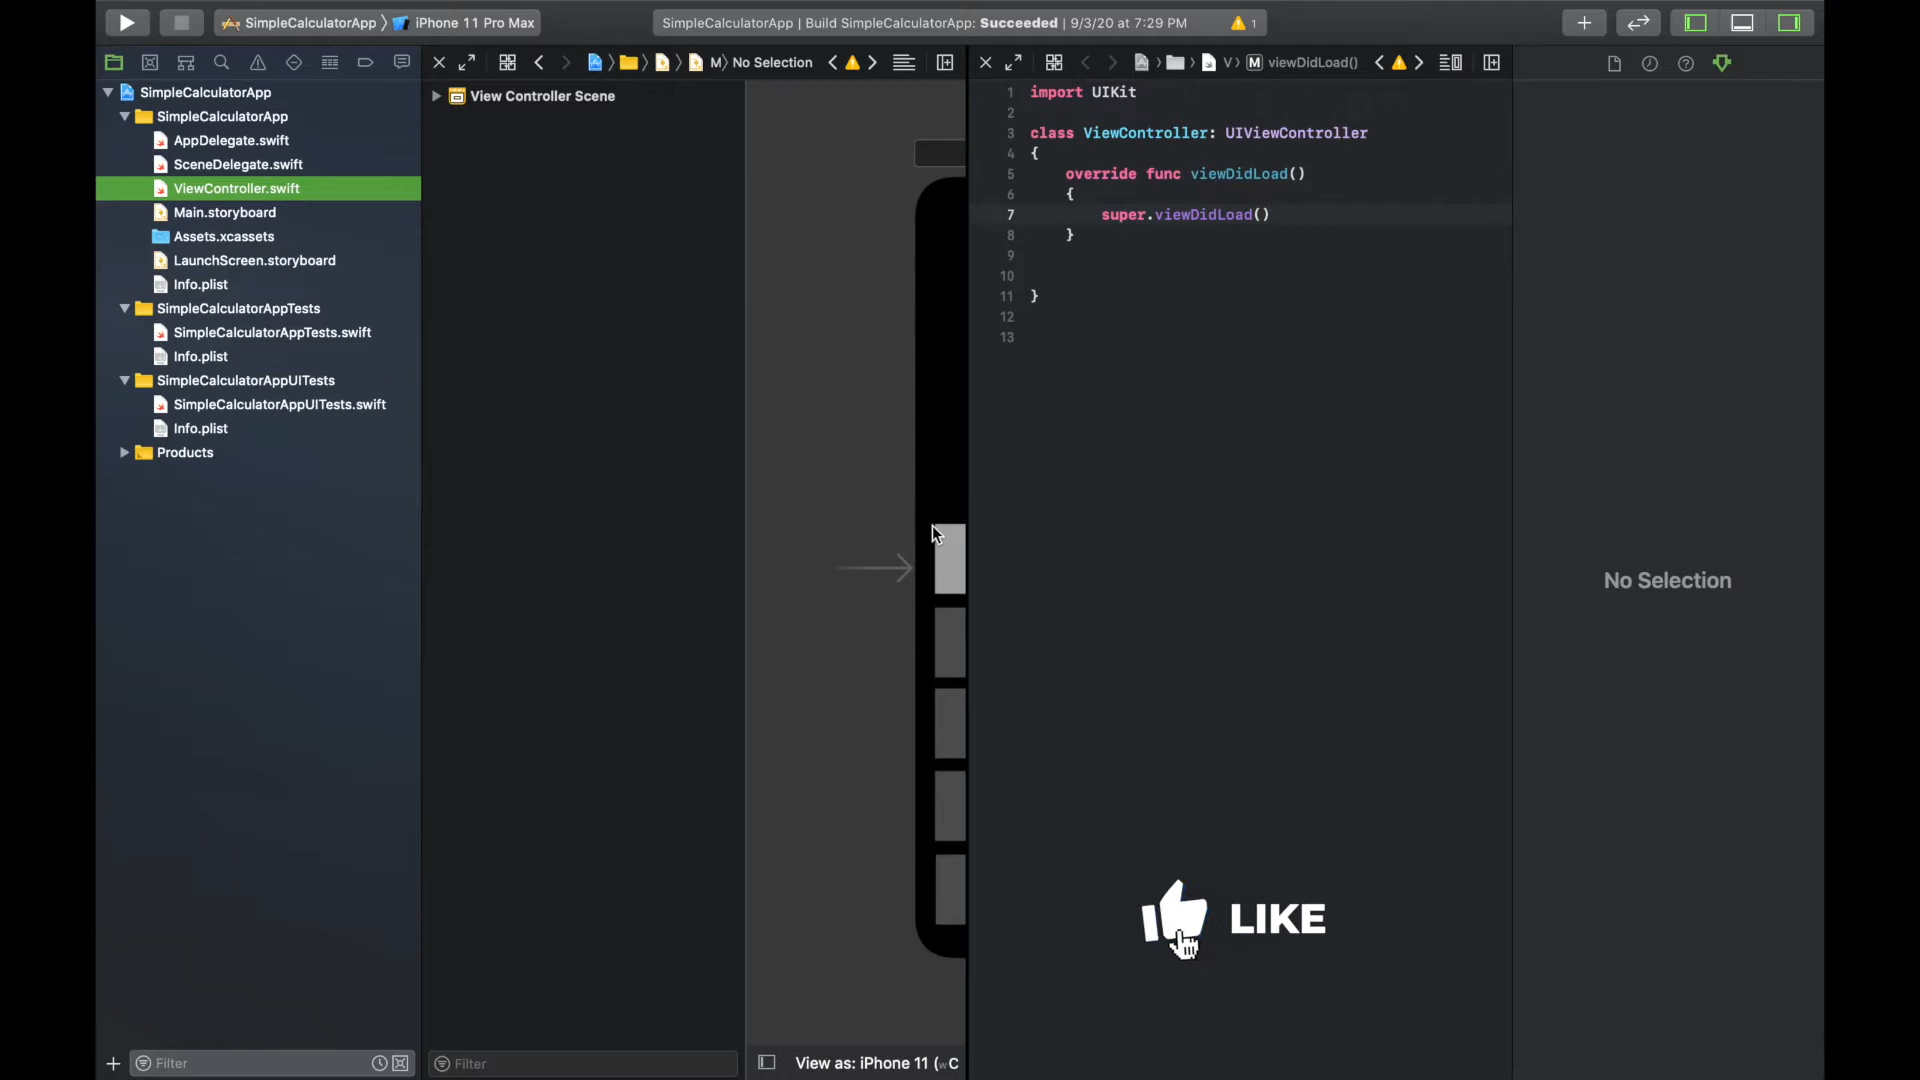 SimpleCalculatorApp 〉 iPhone 11 Pro Max
SimpleCalculatorApp | Build SimpleCalculatorApp: Succeeded | 9/3/20 at 7:29 PM
1
M〉 No Selection
V〉 M viewDidLoad()
SimpleCalculatorApp
SimpleCalculatorApp
AppDelegate.swift
SceneDelegate.swift
ViewController.swift
Main.storyboard
Assets.xcassets
LaunchScreen.storyboard
Info.plist
SimpleCalculatorAppTests
SimpleCalculatorAppTests.swift
Info.plist
SimpleCalculatorAppUITests
SimpleCalculatorAppUITests.swift
Info.plist
Products
Filter
View Controller Scene
Filter
View as: iPhone 11 (wC
1 import UIKit
2
3 class ViewController: UIViewController
4 {
5 override func viewDidLoad()
6 {
7 super.viewDidLoad()
8 }
9
10
11 }
12
13
LIKE
No Selection